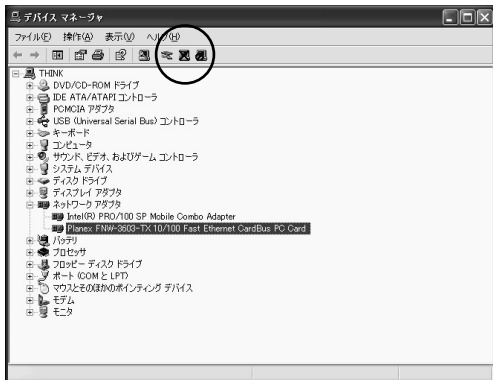 デバイス マネージャ
ファイル(F) 操作(A) 表示(V) ヘルプ(H)
THINK
DVD/CD-ROM ドライブ
IDE ATA/ATAPI コントローラ
PCMCIA アダプタ
USB (Universal Serial Bus) コントローラ
キーボード
コンピュータ
サウンド、ビデオ、およびゲーム コントローラ
システム デバイス
ディスク ドライブ
ディスプレイ アダプタ
ネットワーク アダプタ
Intel(R) PRO/100 SP Mobile Combo Adapter
Planex FNW-3603-TX 10/100 Fast Ethernet CardBus PC Card
バッテリ
プロセッサ
フロッピー ディスク ドライブ
ポート (COM と LPT)
マウスとそのほかのポインティング デバイス
モデム
モニタ